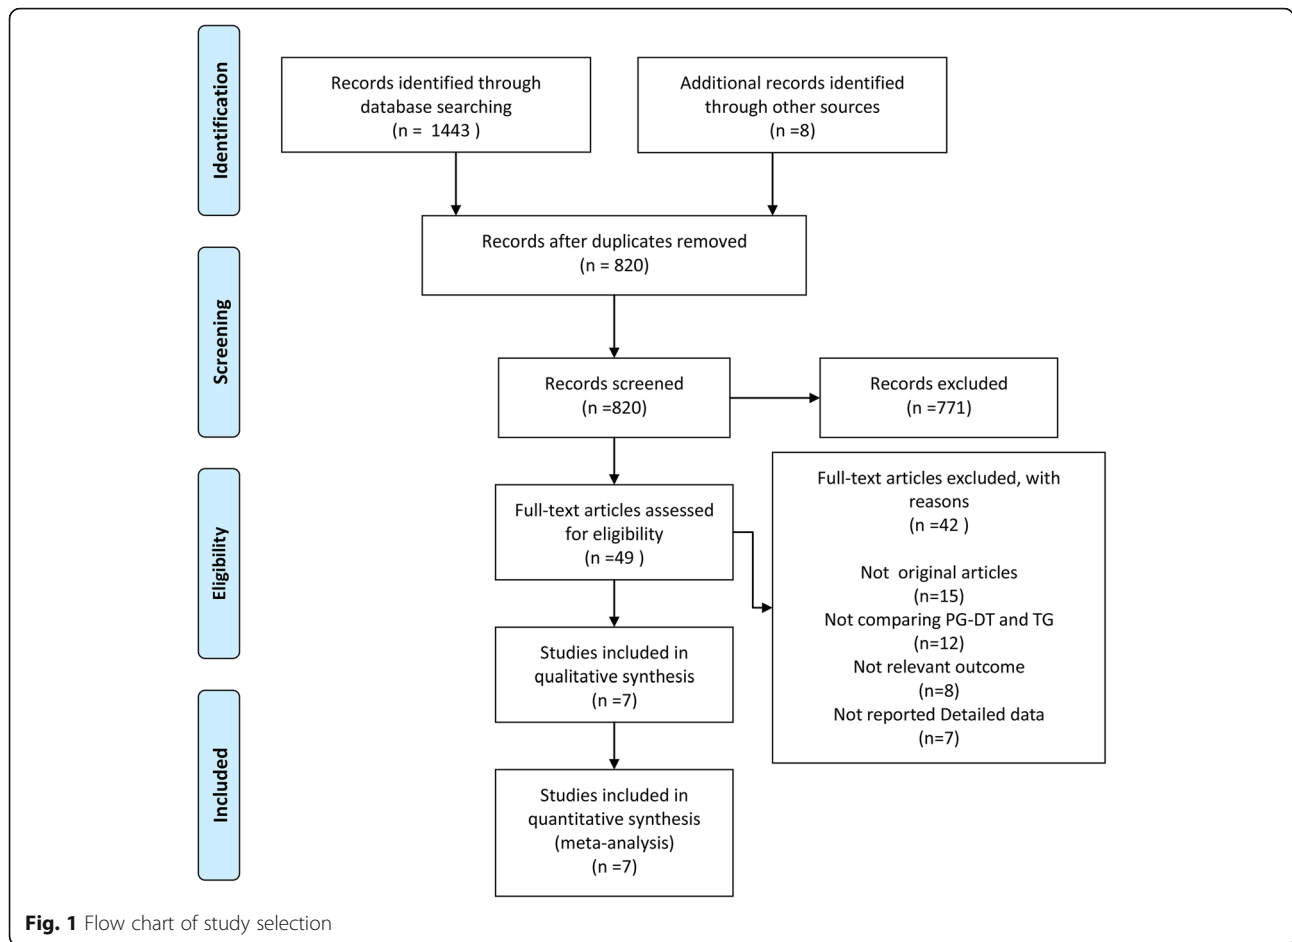 Identification
Records identified through
database searching
(n = 1443 )
Additional records identified
through other sources
(n =8)
Records after duplicates removed
(n = 820)
Screening
Records screened
(n =820)
Records excluded
(n =771)
Eligibility
Full-text articles assessed
for eligibility
(n =49 )
Full-text articles excluded, with
reasons
(n =42 )
Not original articles
(n=15)
Not comparing PG-DT and TG
(n=12)
Not relevant outcome
(n=8)
Not reported Detailed data
(n=7)
Studies included in
qualitative synthesis
(n =7)
Included
Studies included in
quantitative synthesis
(meta-analysis)
(n =7)
Fig. 1 Flow chart of study selection